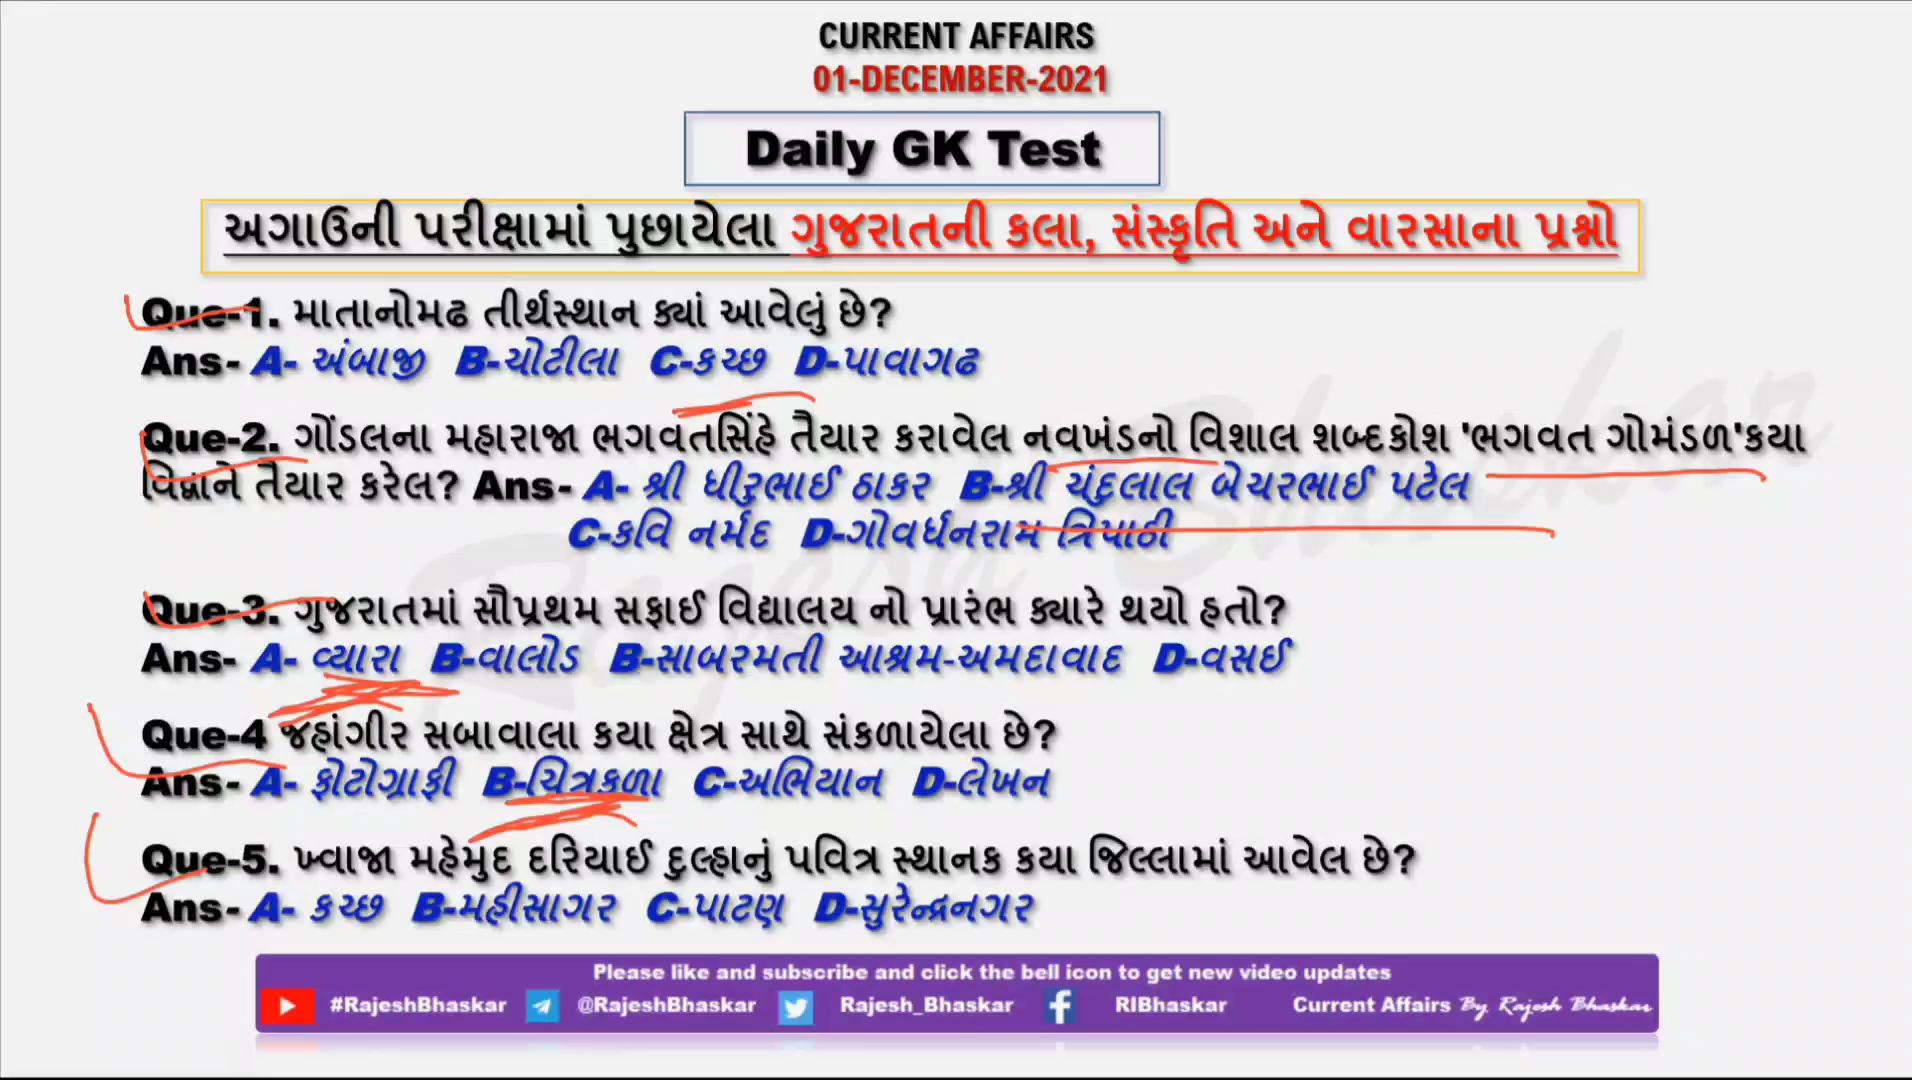 CURRENT AFFAIRS
01-DECEMBER-2021
Daily GK Test
અગાઉની પરીક્ષામાં પુછાયેલા ગુજરાતની કલા, સંસ્કૃતિ અને વારસાના પ્રશ્નો
Que-1. માતાનોમઢ તીર્થસ્થાન ક્યાં આવેલું છે?
Ans- A- અંબાજી B-ચોટીલા C-કચ્છ D-પાવાગઢ
Que-2. ગોંડલના મહારાજા ભગવતસિંહે તૈયાર કરાવેલ નવખંડનો વિશાલ શબ્દકોશ 'ભગવત ગોમંડળ'કયા
વિદ્વાને તૈયાર કરેલ? Ans- A- શ્રી ધીરુભાઈ ઠાકર B-શ્રી ચંદુલાલ બેચરભાઈ પટેલ
C-કવિ નર્મદ D-ગોવર્ધનરામ ત્રિપાઠી
Que-3. ગુજરાતમાં સૌપ્રથમ સફાઈ વિદ્યાલય નો પ્રારંભ ક્યારે થયો હતો?
Ans- A- વ્યારા B-વાલોડ B-સાબરમતી આશ્રમ-અમદાવાદ D-વસઈ
Que-4 જહાંગીર સબાવાલા કયા ક્ષેત્ર સાથે સંકળાયેલા છે?
Ans- A- ફોટોગ્રાફી B-ચિત્રકળા C-અભિયાન D-લેખન
Que-5. ખ્વાજા મહેમુદ દરિયાઈ દુલ્હાનું પવિત્ર સ્થાનક કયા જિલ્લામાં આવેલ છે?
Ans- A- કચ્છ B-મહીસાગર C-પાટણ D-સુરેન્દ્રનગર
Rajesh Bhaskar
Please like and subscribe and click the bell icon to get new video updates
#RajeshBhaskar @RajeshBhaskar Rajesh_Bhaskar RIBhaskar Current Affairs By Rajesh Bhaskar